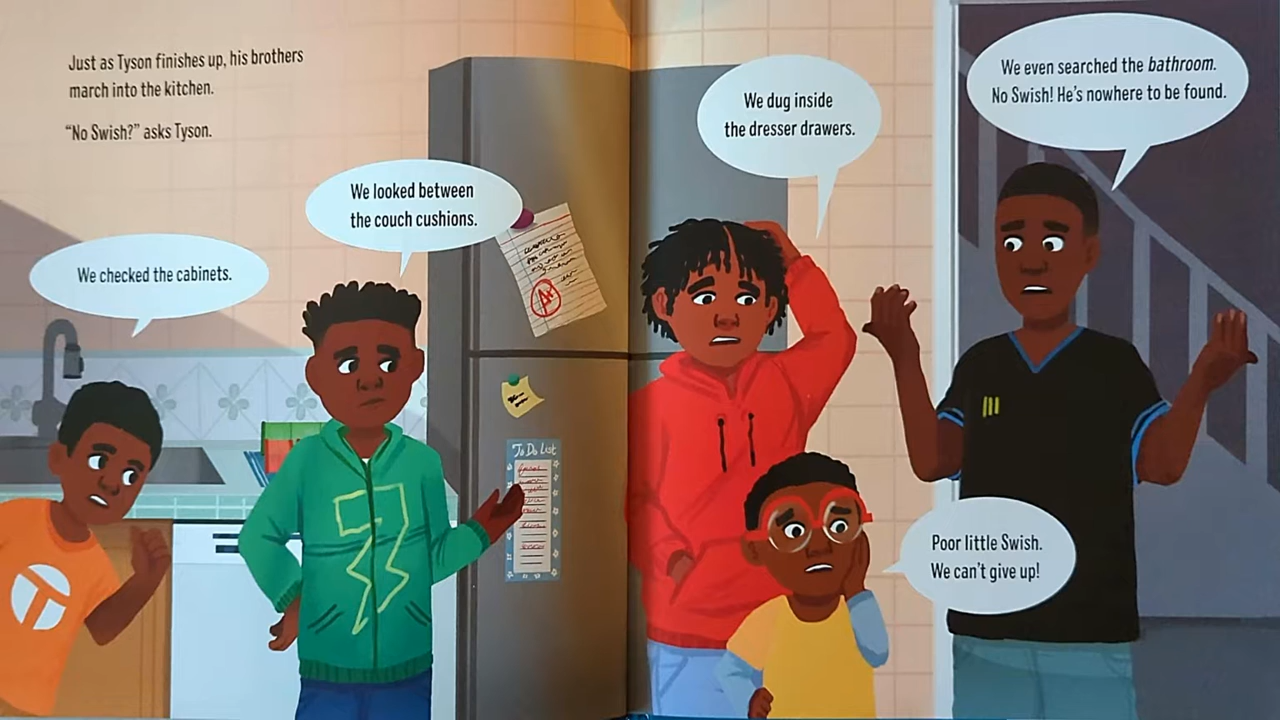 Just as Tyson finishes up, his brothers
march into the kitchen.
“No Swish?” asks Tyson.
We checked the cabinets.
We looked between
the couch cushions.
We dug inside
the dresser drawers.
We even searched the bathroom.
No Swish! He's nowhere to be found.
Poor little Swish.
We can't give up!
A+
To Do List
T